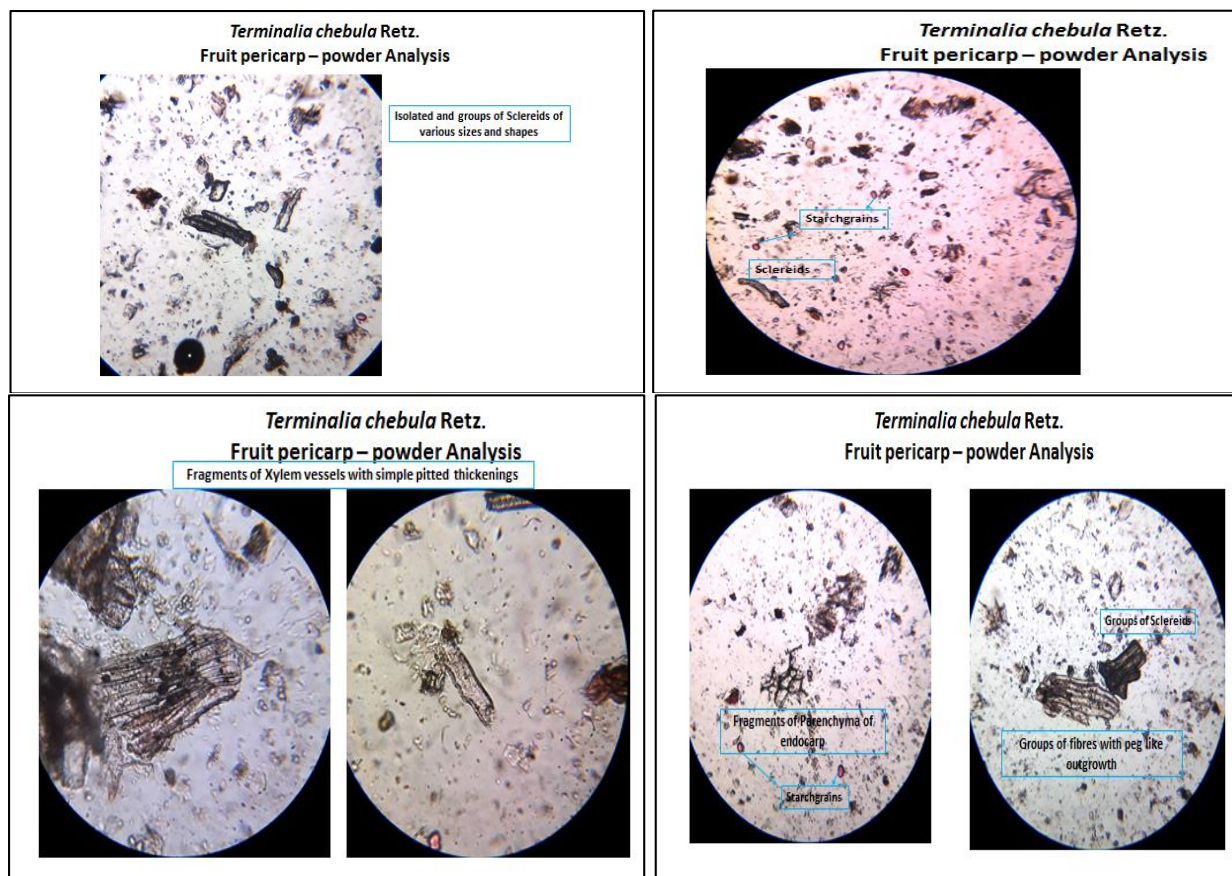 Terminalia chebula Retz.
Fruit pericarp – powder Analysis
Isolated and groups of Sclereids of
various sizes and shapes
Terminalia chebula Retz.
Fruit pericarp – powder Analysis
Starchgrains
Sclereids
Terminalia chebula Retz.
Fruit pericarp – powder Analysis
Fragments of Xylem vessels with simple pitted thickenings
Terminalia chebula Retz.
Fruit pericarp – powder Analysis
Fragments of Parenchyma of
endocarp
Starchgrains
Groups of Sclereids
Groups of fibres with peg like
outgrowth